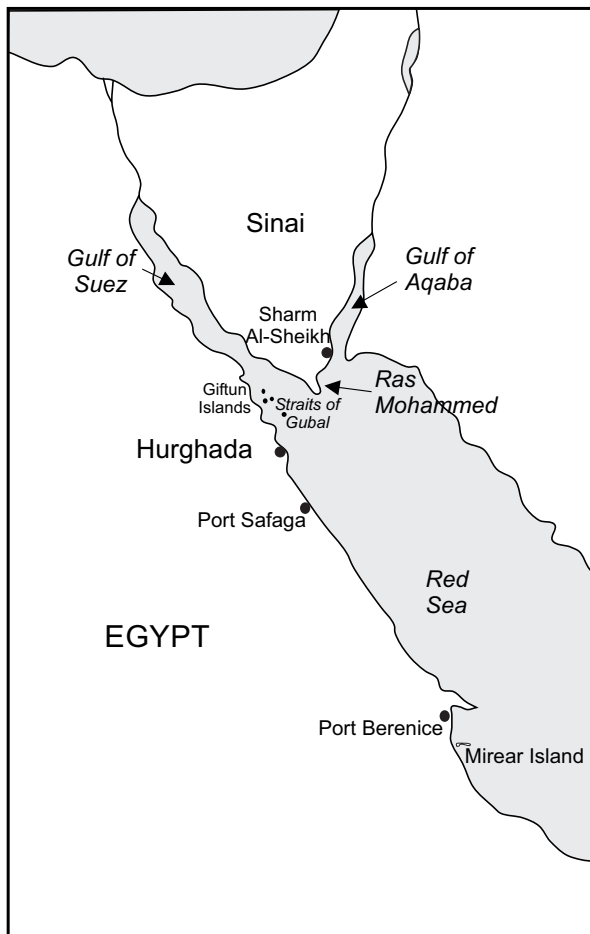 Sinai
Gulf of
Suez
Gulf of
Aqaba
Sharm
Al-Sheikh
Ras
Mohammed
Giftun
Islands
Straits of
Gubal
Hurghada
Port Safaga
Red
Sea
EGYPT
Port Berenice
Mirear Island